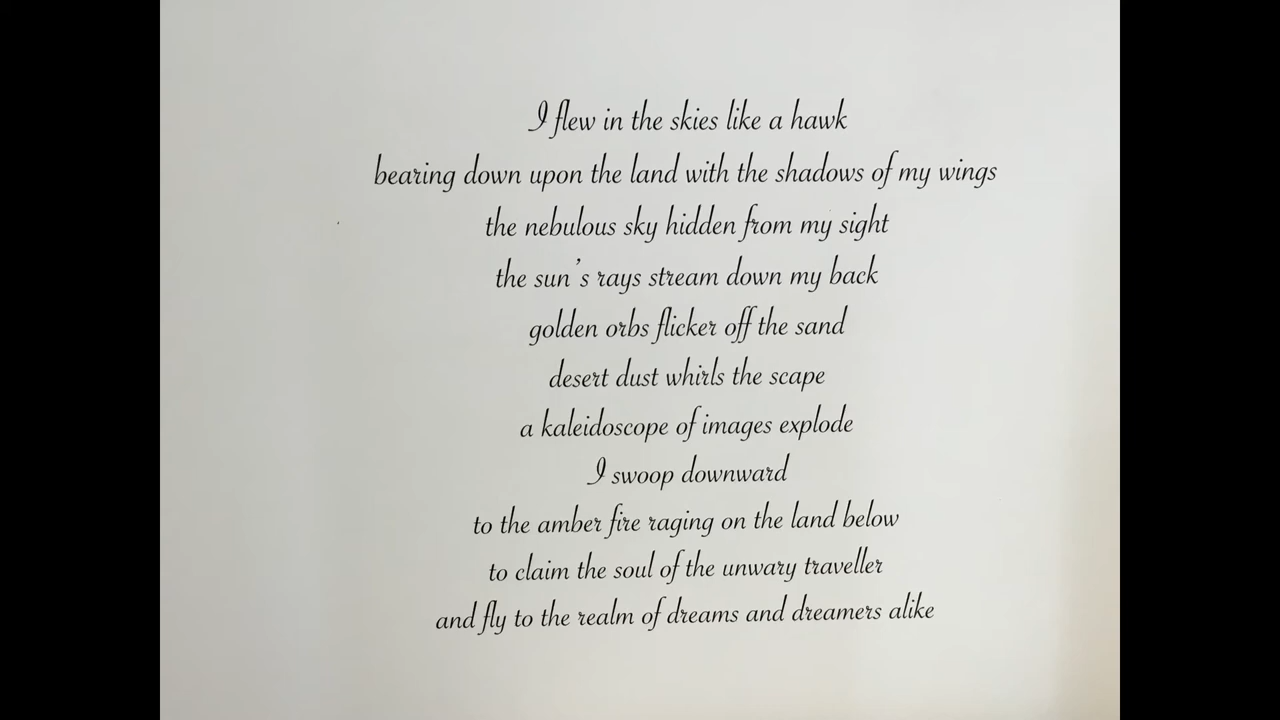 I flew in the skies like a hawk
bearing down upon the land with the shadows of my wings
the nebulous sky hidden from my sight
the sun's rays stream down my back
golden orbs flicker off the sand
desert dust whirls the scape
a kaleidoscope of images explode
I swoop downward
to the amber fire raging on the land below
to claim the soul of the unwary traveller
and fly to the realm of dreams and dreamers alike